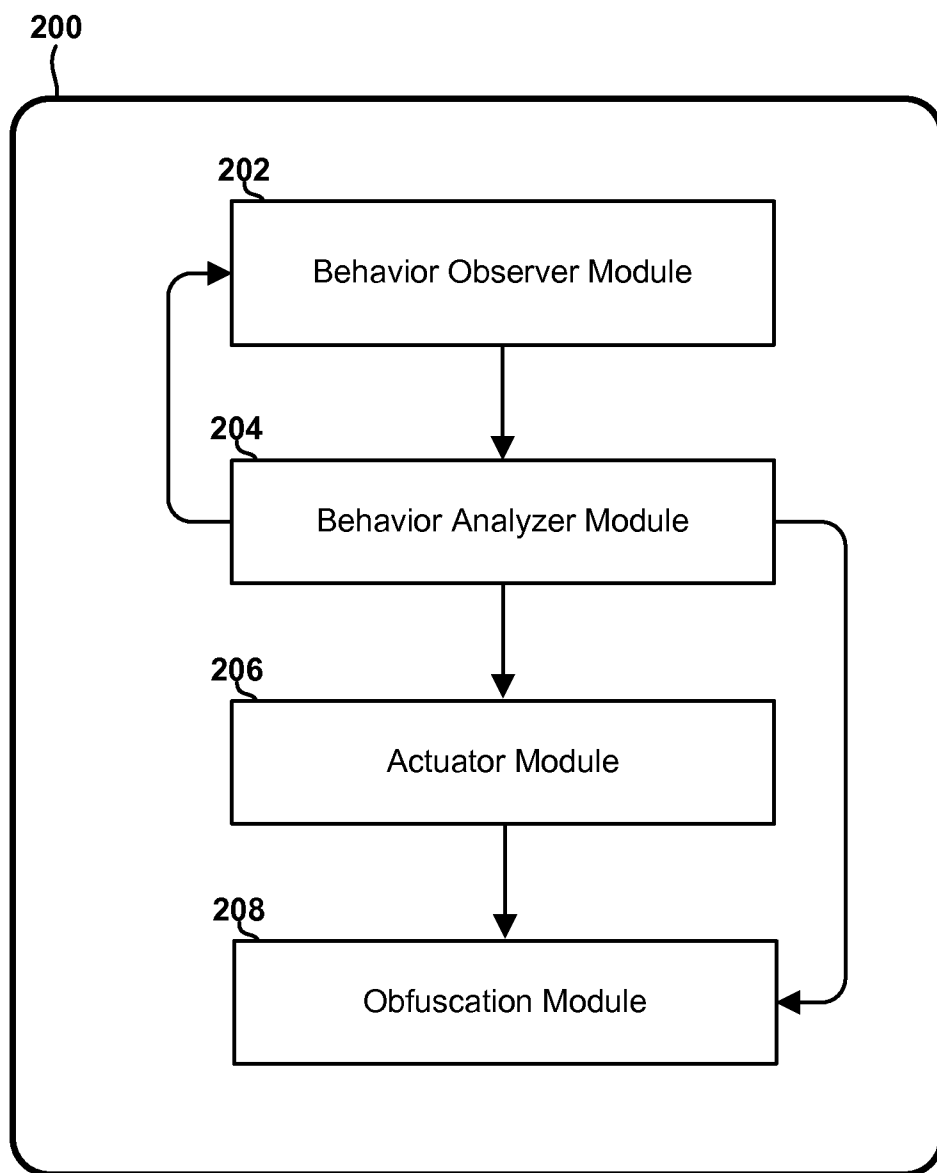 200
202
Behavior Observer Module
204
Behavior Analyzer Module
206
Actuator Module
208
Obfuscation Module